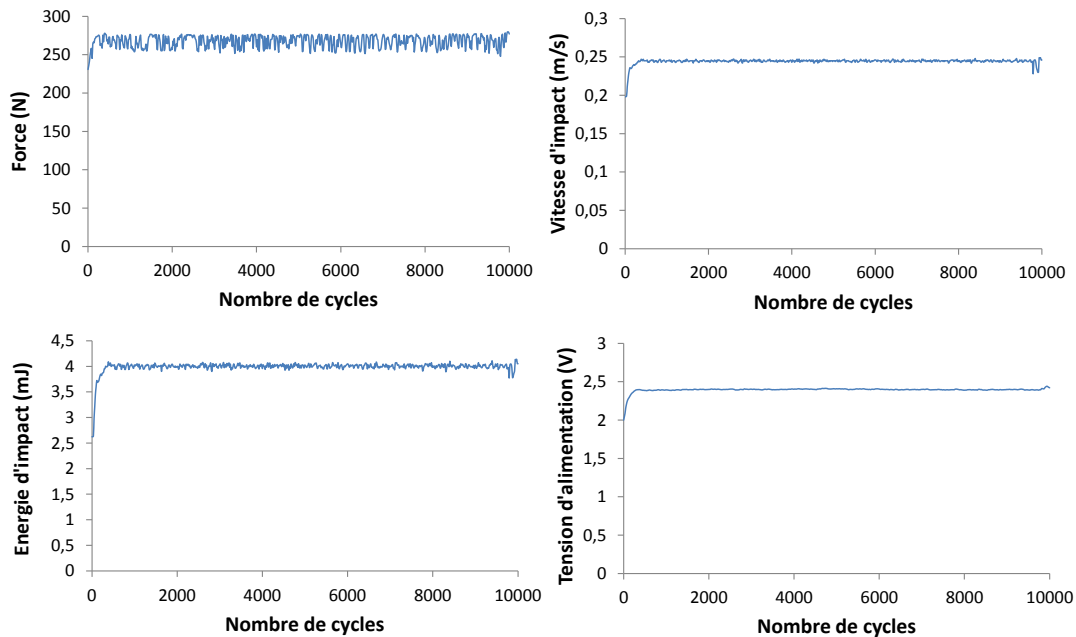 300
250
200
150
100
50
0
Force (N)
0 2000 4000 6000 8000 10000
Nombre de cycles
0,3
0,25
0,2
0,15
0,1
0,05
0
Vitesse d'impact (m/s)
0 2000 4000 6000 8000 10000
Nombre de cycles
4,5
4
3,5
3
2,5
2
1,5
1
0,5
0
Energie d'impact (mJ)
0 2000 4000 6000 8000 10000
Nombre de cycles
3
2,5
2
1,5
1
0,5
0
Tension d'alimentation (V)
0 2000 4000 6000 8000 10000
Nombre de cycles